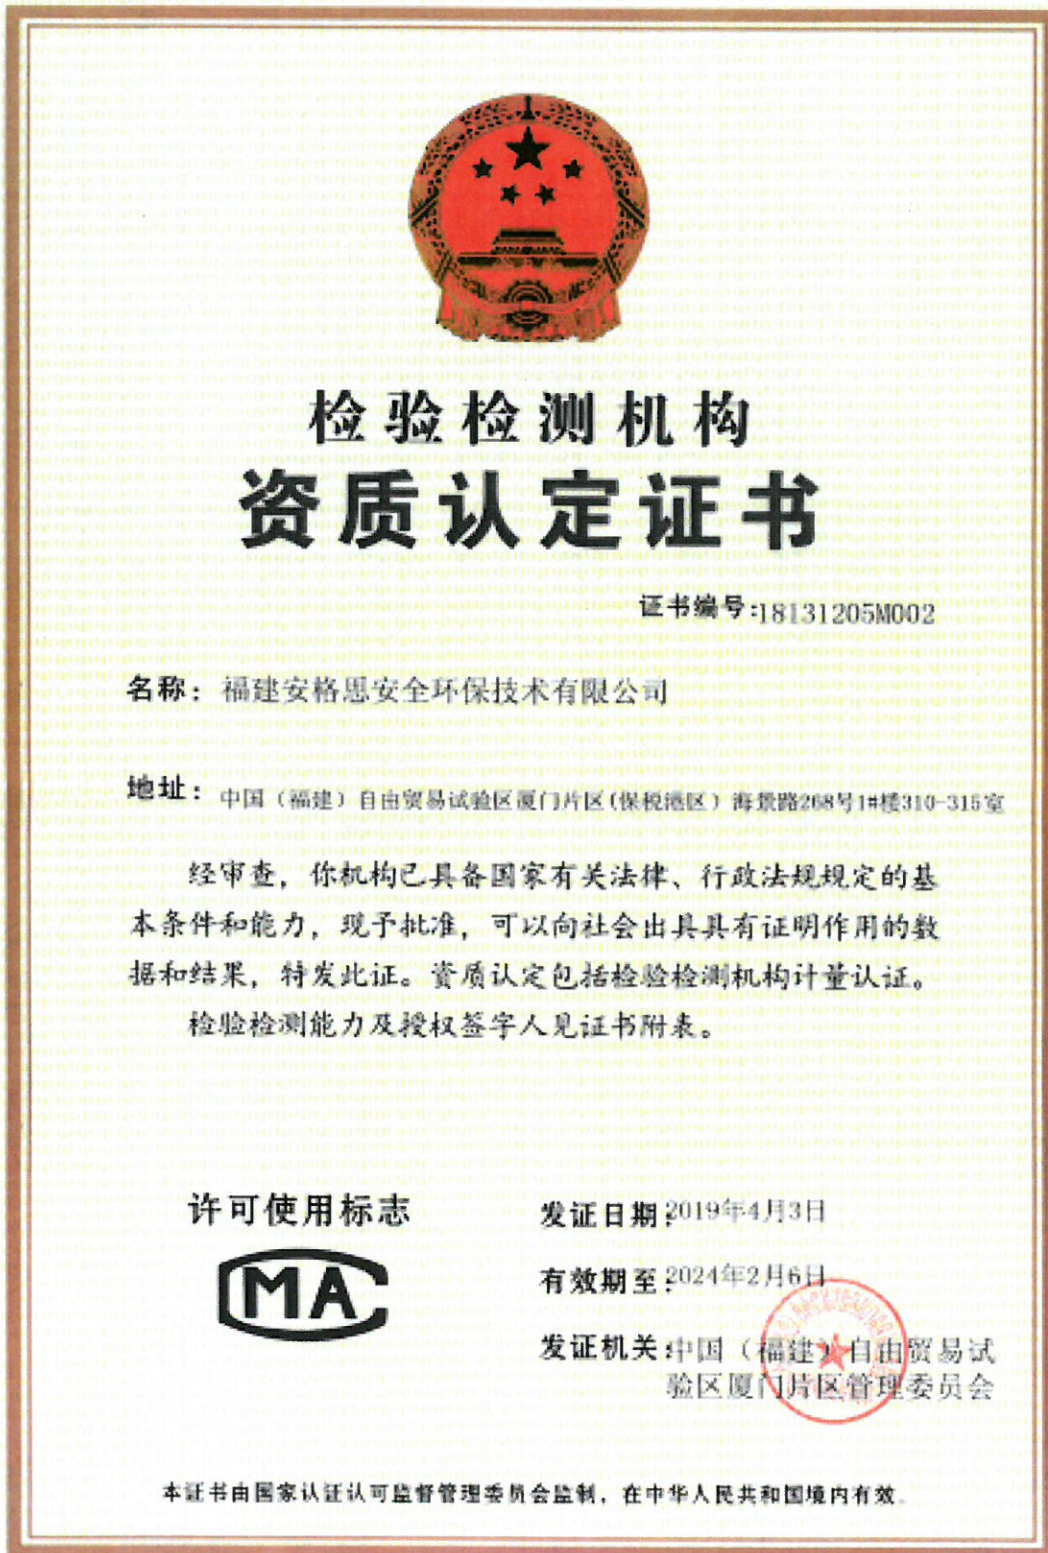 检验检测机构
资质认定证书
证书编号:18131205M002
名称：福建安格思安全环保技术有限公司
地址：中国（福建）自由贸易试验区厦门片区(保税港区）海景路268号1#楼310-315室
经审查，你机构已具备国家有关法律、行政法规规定的基
本条件和能力，现予批准，可以向社会出具具有证明作用的数
据和结果，特发此证。资质认定包括检验检测机构计量认证。
检验检测能力及授权签字人见证书附表。
许可使用标志
MA
发证日期:2019年4月3日
有效期至:2024年2月6日
发证机关:中国（福建）自由贸易试
验区厦门片区管理委员会
本证书由国家认证认可监督管理委员会监制，在中华人民共和国境内有效。